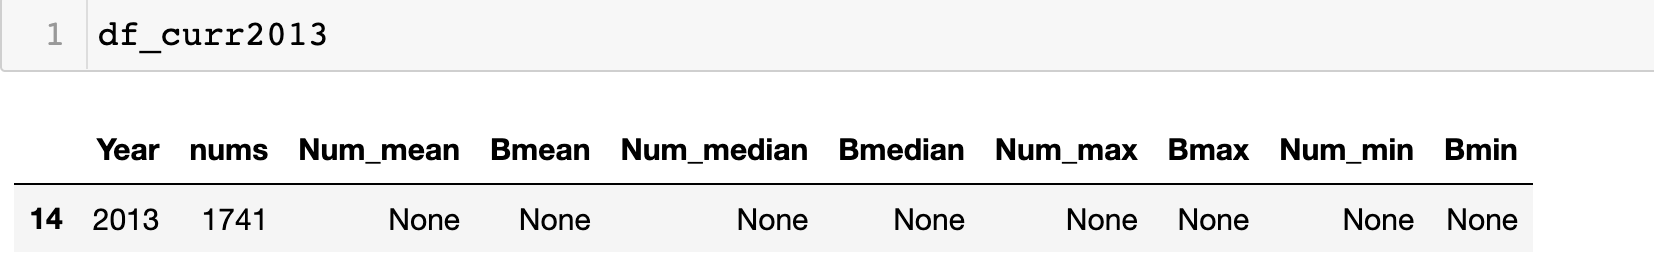 1 df_curr2013
Year nums Num_mean Bmean Num_median Bmedian Num_max Bmax Num_min Bmin
14 2013 1741 None None None None None None None None